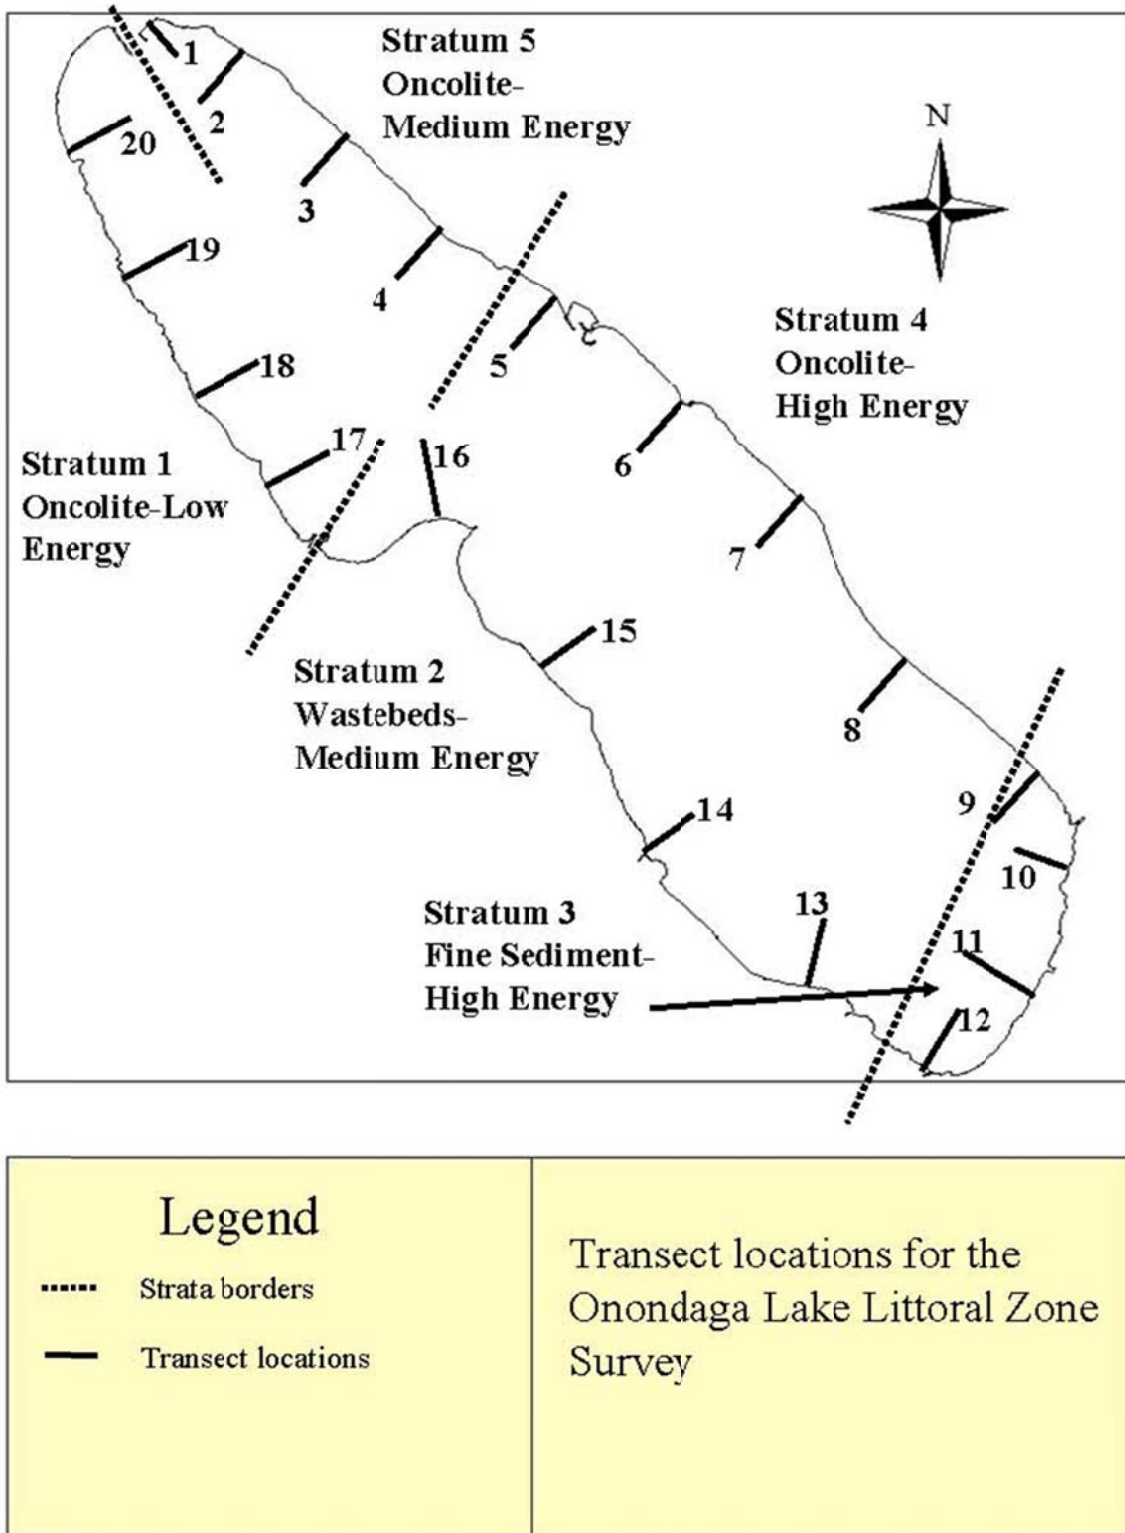 Stratum 5
Oncolite-
Medium Energy
N
1
2
20
3
19
4
5
18
Stratum 4
Oncolite-
High Energy
17
16
6
Stratum 1
Oncolite-Low
Energy
7
15
Stratum 2
Wastebeds-
Medium Energy
8
14
9
10
13
Stratum 3
Fine Sediment-
High Energy
11
12
Legend
Strata borders
Transect locations
Transect locations for the
Onondaga Lake Littoral Zone
Survey